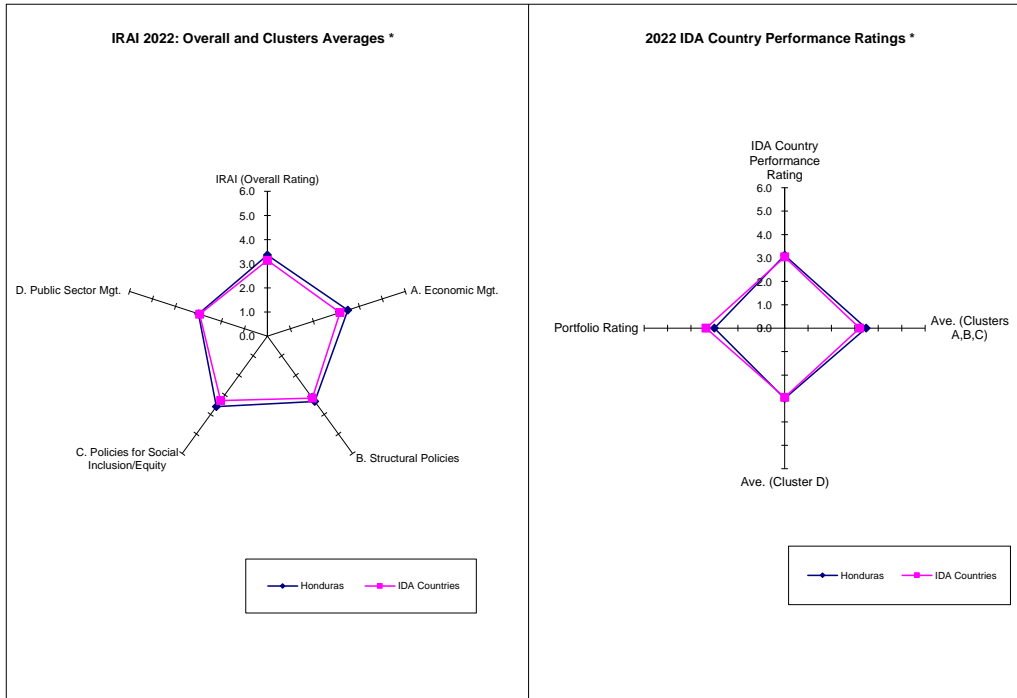 IRAI 2022: Overall and Clusters Averages *
IRAI (Overall Rating)
6.0
5.0
4.0
3.0
2.0
1.0
0.0
A. Economic Mgt.
B. Structural Policies
C. Policies for Social
Inclusion/Equity
D. Public Sector Mgt.
Honduras
IDA Countries
2022 IDA Country Performance Ratings *
IDA Country
Performance
Rating
6.0
5.0
4.0
3.0
2.0
1.0
0.0
Ave. (Clusters
A,B,C)
Ave. (Cluster D)
Portfolio Rating
Honduras
IDA Countries